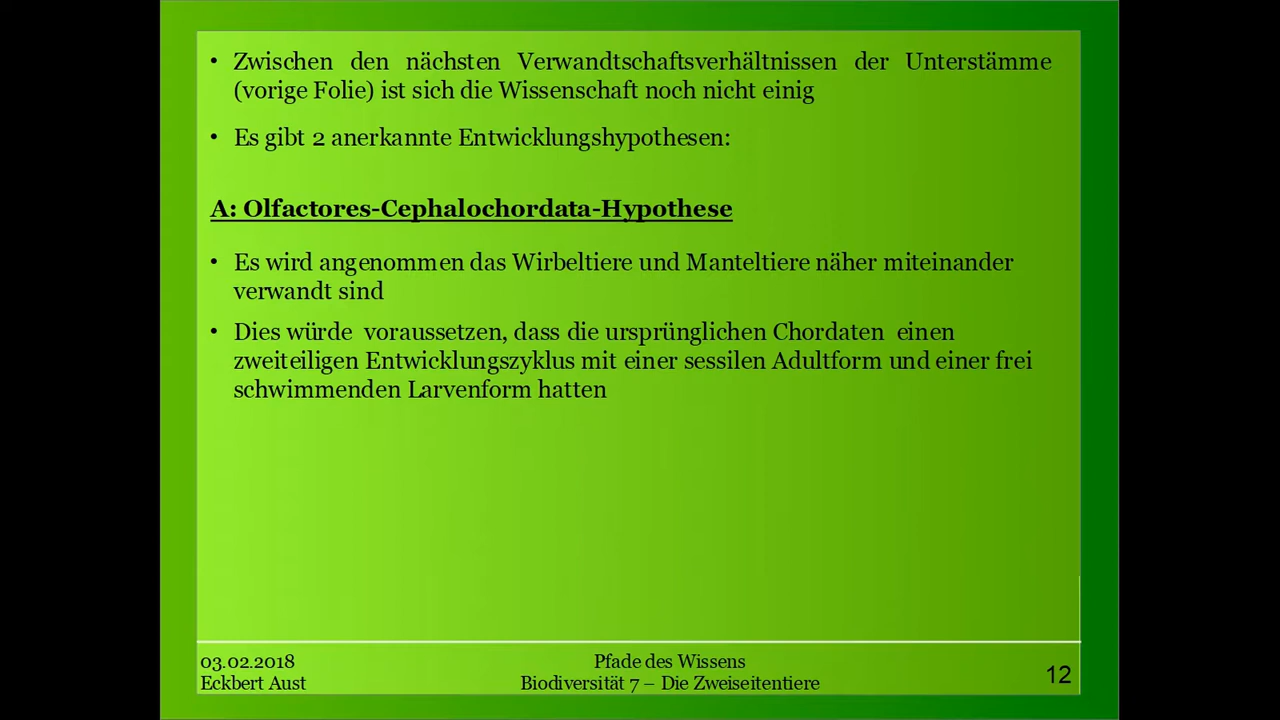 • Zwischen den nächsten Verwandtschaftsverhältnissen der Unterstämme
(vorige Folie) ist sich die Wissenschaft noch nicht einig
• Es gibt 2 anerkannte Entwicklungshypothesen:
A: Olfactores-Cephalochordata-Hypothese
• Es wird angenommen das Wirbeltiere und Manteltiere näher miteinander
verwandt sind
• Dies würde voraussetzen, dass die ursprünglichen Chordaten einen
zweiteiligen Entwicklungszyklus mit einer sessilen Adultform und einer frei
schwimmenden Larvenform hatten
03.02.2018
Eckbert Aust
Pfade des Wissens
Biodiversität 7 – Die Zweiseitentiere
12